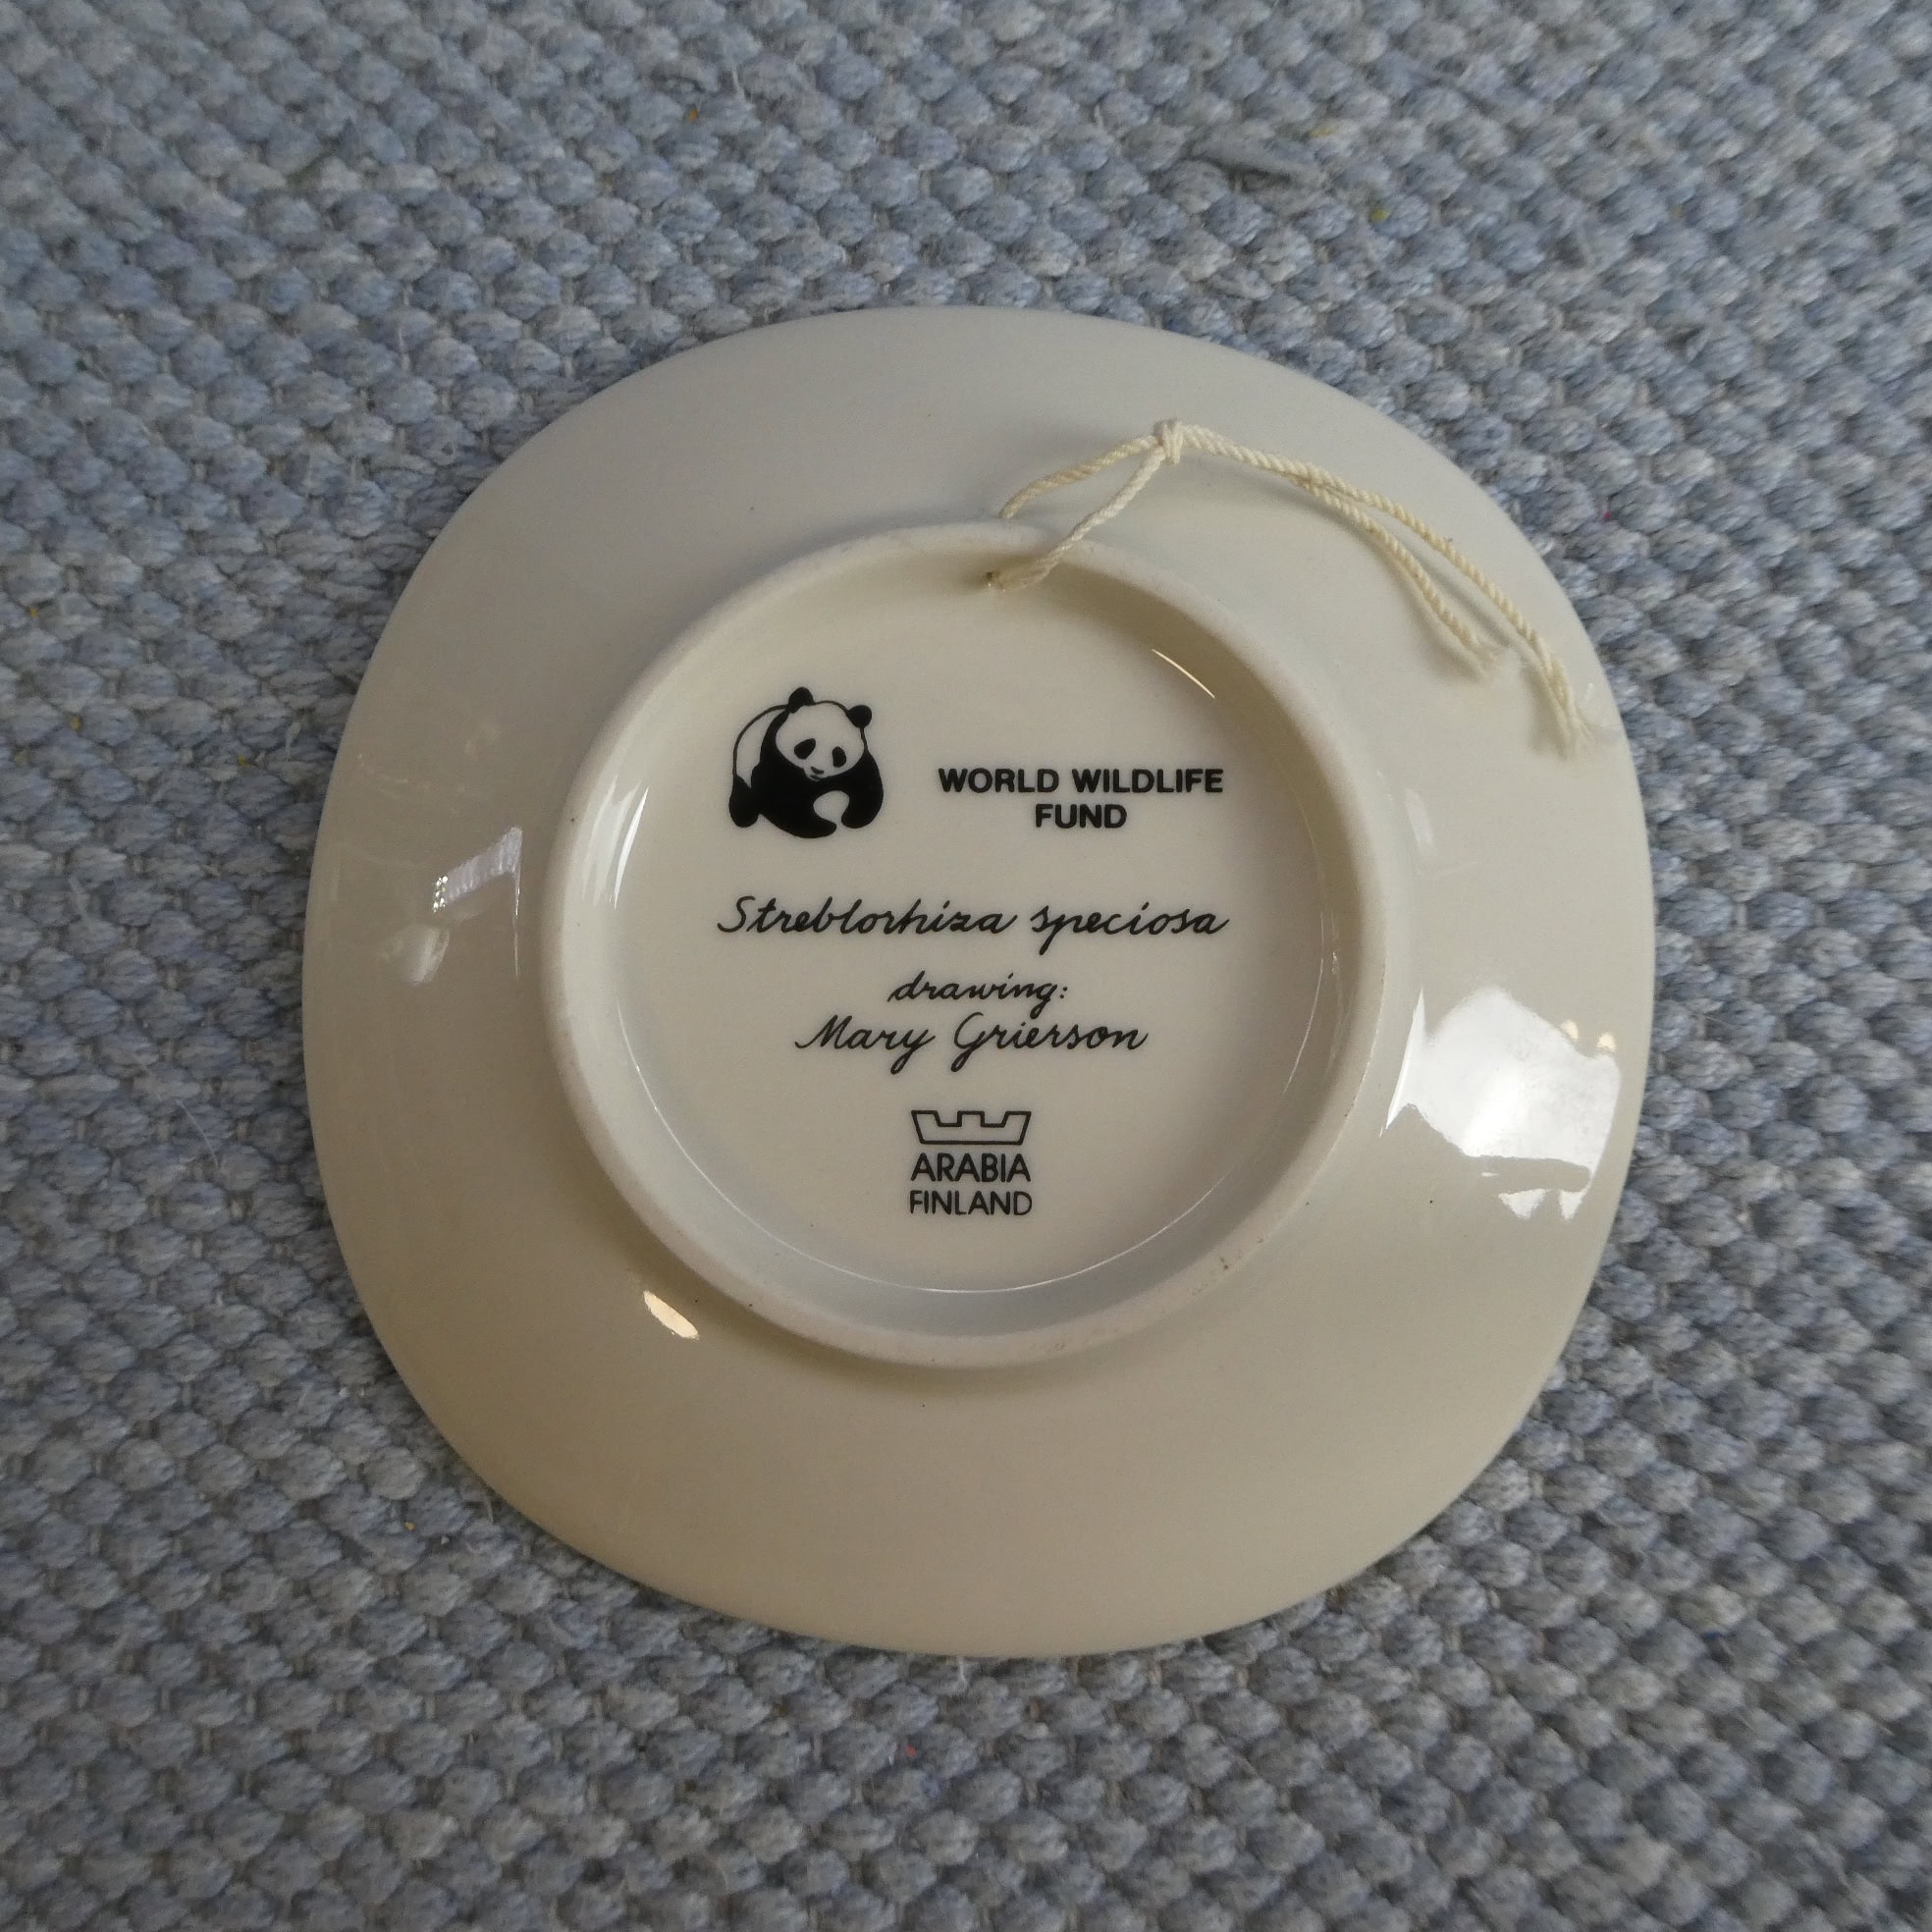 WORLD WILDLIFE
FUND
Streblorhiza speciosa
drawing:
Mary Grierson
ARABIA
FINLAND